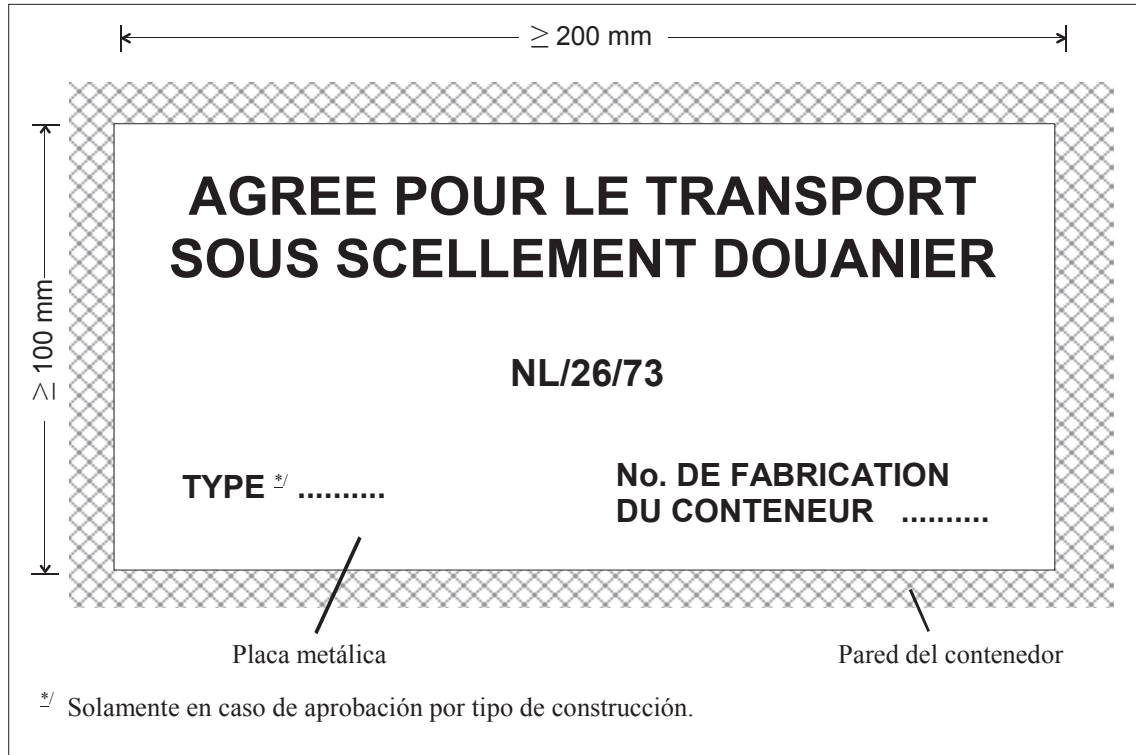 ≥ 200 mm
≥ 100 mm
AGREE POUR LE TRANSPORT
SOUS SCELLEMENT DOUANIER
NL/26/73
TYPE */ ..........
No. DE FABRICATION
DU CONTENEUR ..........
Placa metálica
Pared del contenedor
*/ Solamente en caso de aprobación por tipo de construcción.